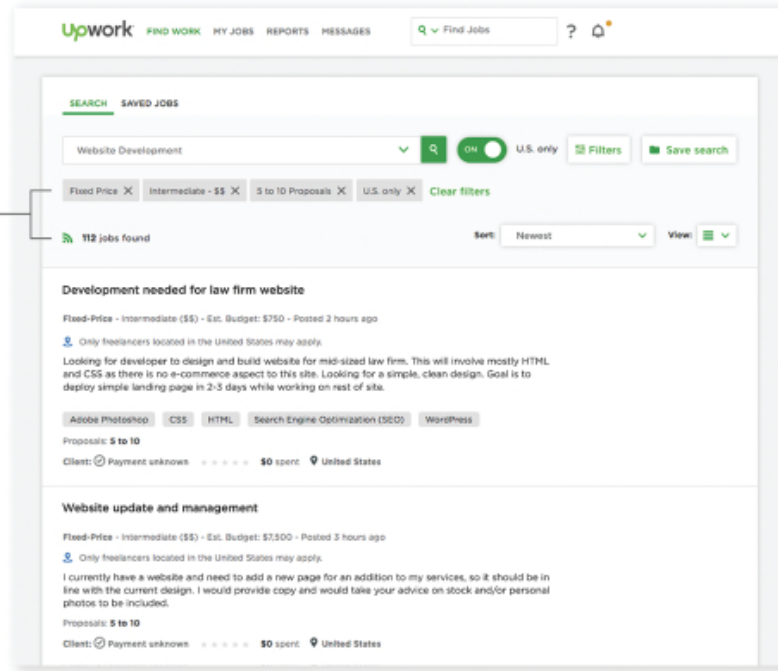 Upwork FIND WORK MY JOBS REPORTS MESSAGES Find Jobs ?
SEARCH SAVED JOBS
Website Development ON U.S. only Filters Save search
Fixed Price X Intermediate - $$ X 5 to 10 Proposals X U.S. only X Clear filters
112 jobs found Sort: Newest View:
Development needed for law firm website
Fixed-Price - Intermediate ($$) - Est. Budget: $750 - Posted 2 hours ago
Only freelancers located in the United States may apply.
Looking for developer to design and build website for mid-sized law firm. This will involve mostly HTML
and CSS as there is no e-commerce aspect to this site. Looking for a simple, clean design. Goal is to
deploy simple landing page in 2-3 days while working on rest of site.
Adobe Photoshop CSS HTML Search Engine Optimization (SEO) WordPress
Proposals: 5 to 10
Client: Payment unknown $0 spent United States
Website update and management
Fixed-Price - Intermediate ($$) - Est. Budget: $7,500 - Posted 3 hours ago
Only freelancers located in the United States may apply.
I currently have a website and need to add a new page for an addition to my services, so it should be in
line with the current design. I would provide copy and would take your advice on stock and/or personal
photos to be included.
Proposals: 5 to 10
Client: Payment unknown $0 spent United States